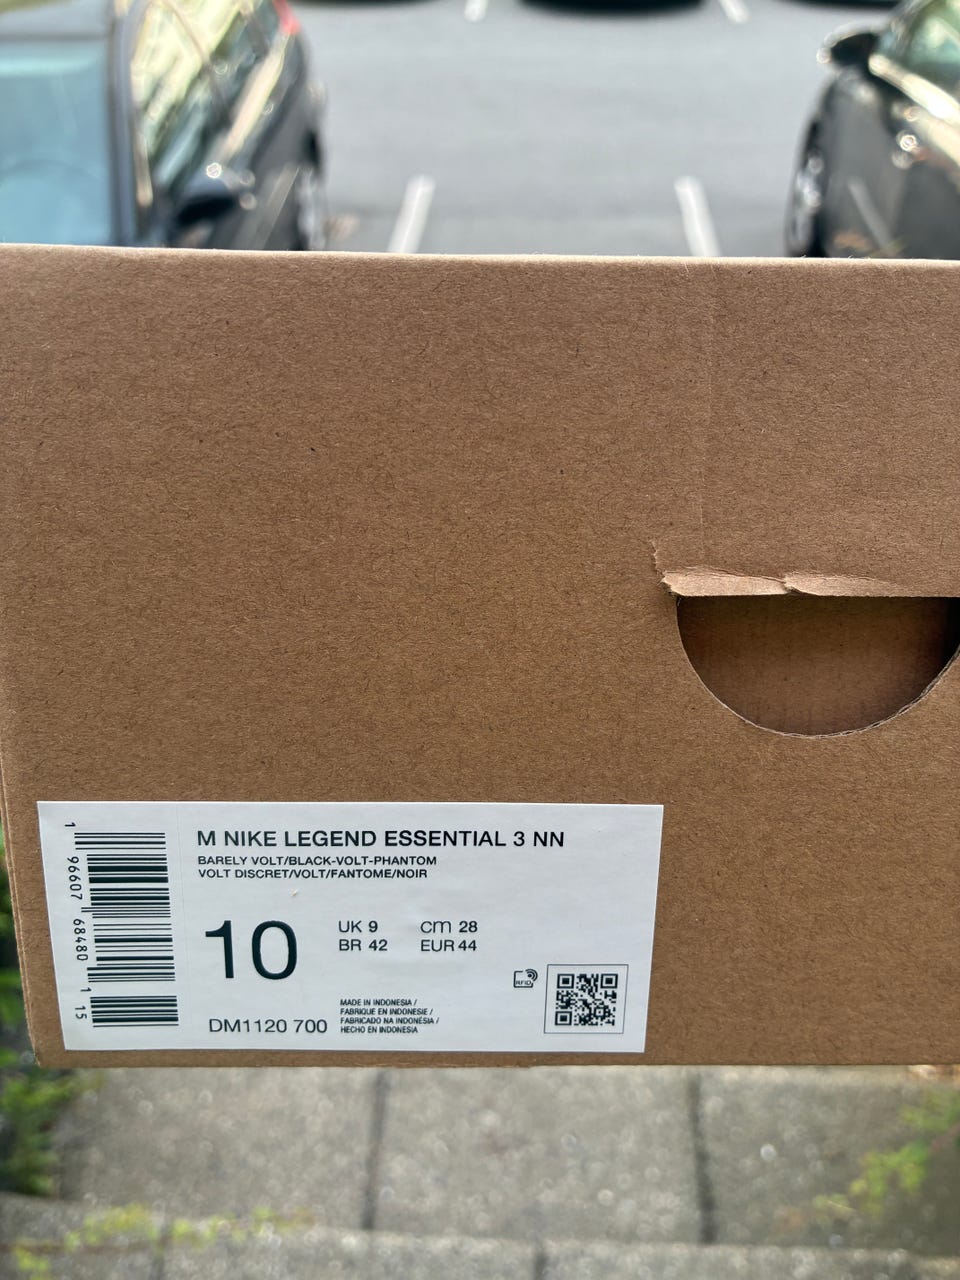 M NIKE LEGEND ESSENTIAL 3 NN
BARELY VOLT/BLACK-VOLT-PHANTOM
VOLT DISCRET/VOLT/FANTOME/NOIR
10
UK 9 cm 28
BR 42 EUR 44
RFID
DM1120 700
MADE IN INDONESIA /
FABRIQUE EN INDONESIE /
FABRICADO NA INDONÉSIA /
HECHO EN INDONESIA
1 96607 68480 1 15